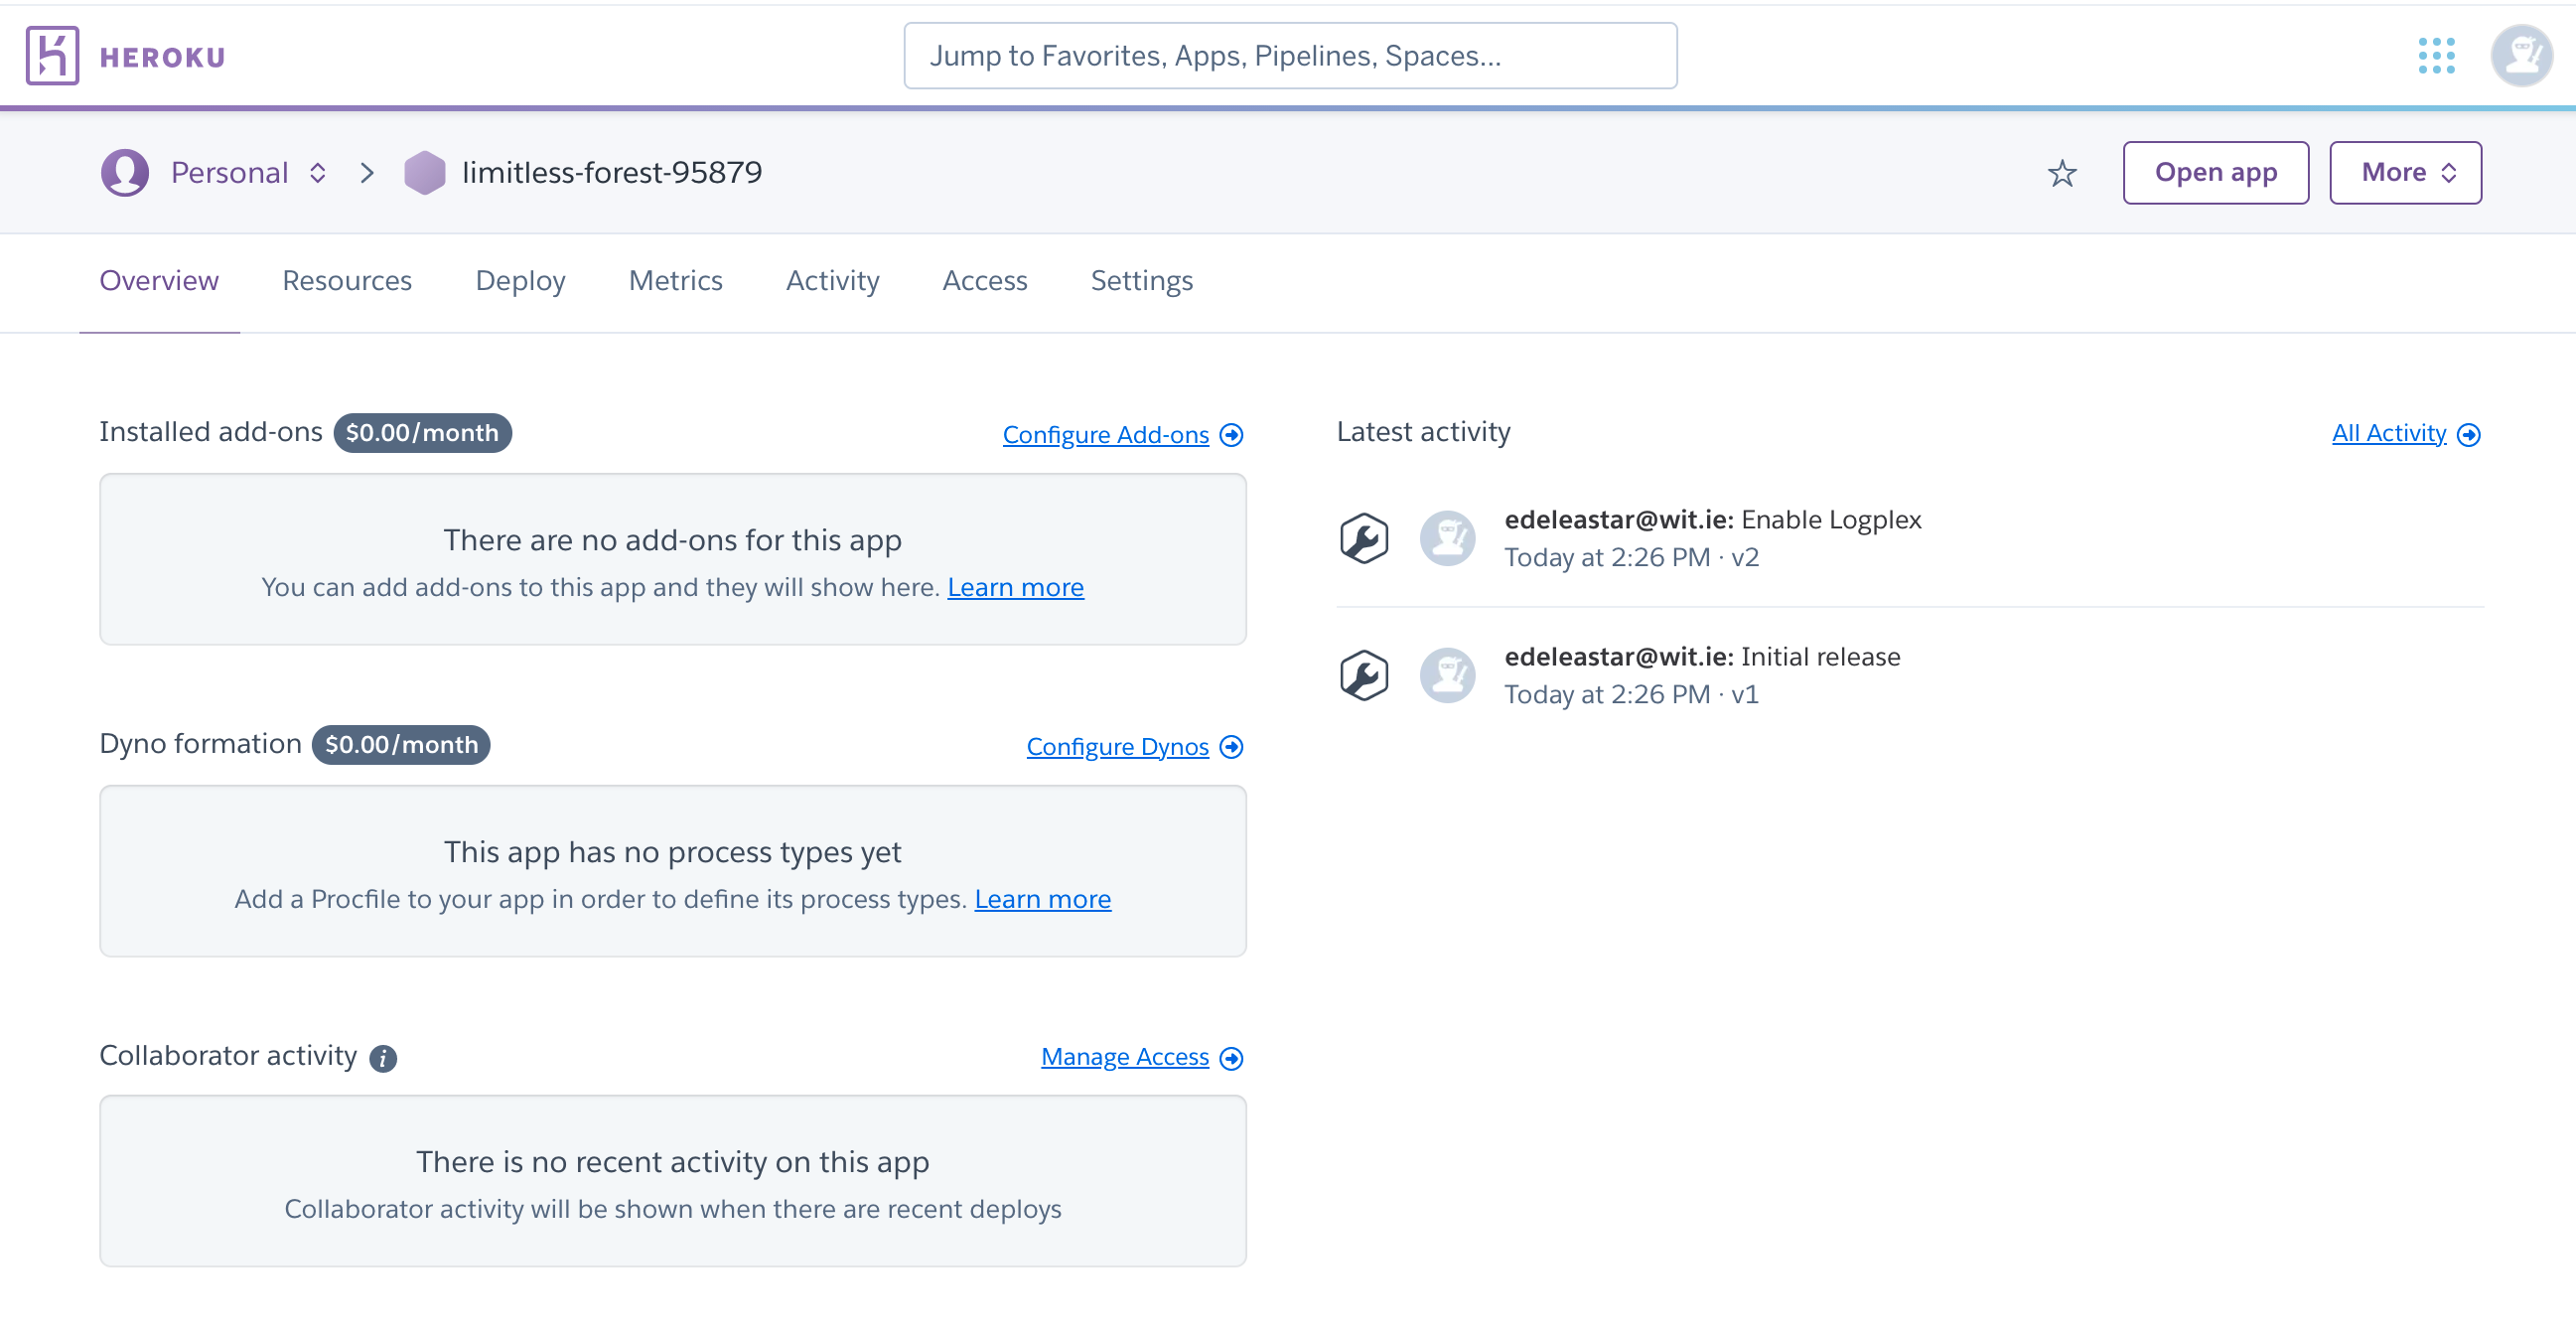 HEROKU
Jump to Favorites, Apps, Pipelines, Spaces...
Personal
limitless-forest-95879
Open app
More
Overview
Resources
Deploy
Metrics
Activity
Access
Settings
Installed add-ons $0.00/month
Configure Add-ons
There are no add-ons for this app
You can add add-ons to this app and they will show here. Learn more
Dyno formation $0.00/month
Configure Dynos
This app has no process types yet
Add a Procfile to your app in order to define its process types. Learn more
Collaborator activity i
Manage Access
There is no recent activity on this app
Collaborator activity will be shown when there are recent deploys
Latest activity
All Activity
edeleastar@wit.ie: Enable Logplex
Today at 2:26 PM · v2
edeleastar@wit.ie: Initial release
Today at 2:26 PM · v1